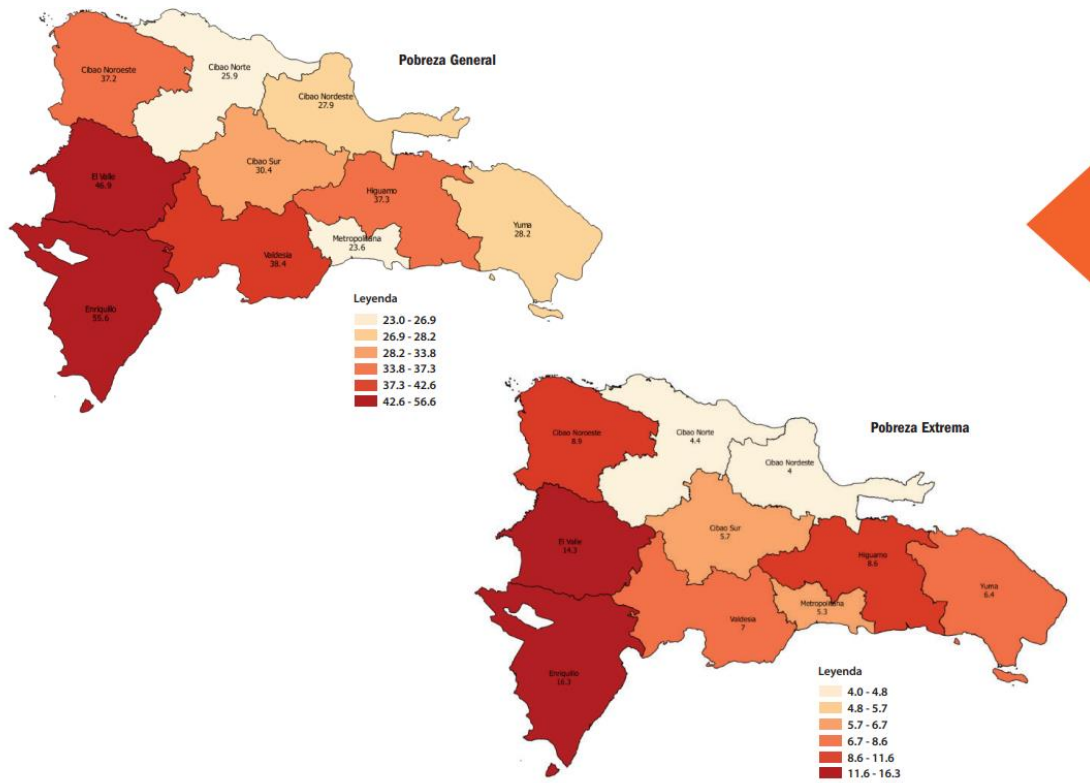 Pobreza General
Cibao Noroeste
37.2
Cibao Norte
25.9
Cibao Nordeste
27.9
Cibao Sur
30.4
El Valle
46.9
Higuamo
37.3
Yuma
28.2
Metropolitana
23.6
Valdesia
38.4
Enriquillo
55.6
Leyenda
23.0 - 26.9
26.9 - 28.2
28.2 - 33.8
33.8 - 37.3
37.3 - 42.6
42.6 - 56.6
Pobreza Extrema
Cibao Noroeste
8.9
Cibao Norte
4.4
Cibao Nordeste
4
Cibao Sur
5.7
El Valle
14.3
Higuamo
8.6
Yuma
6.4
Metropolitana
5.3
Valdesia
7
Enriquillo
16.3
Leyenda
4.0 - 4.8
4.8 - 5.7
5.7 - 6.7
6.7 - 8.6
8.6 - 11.6
11.6 - 16.3